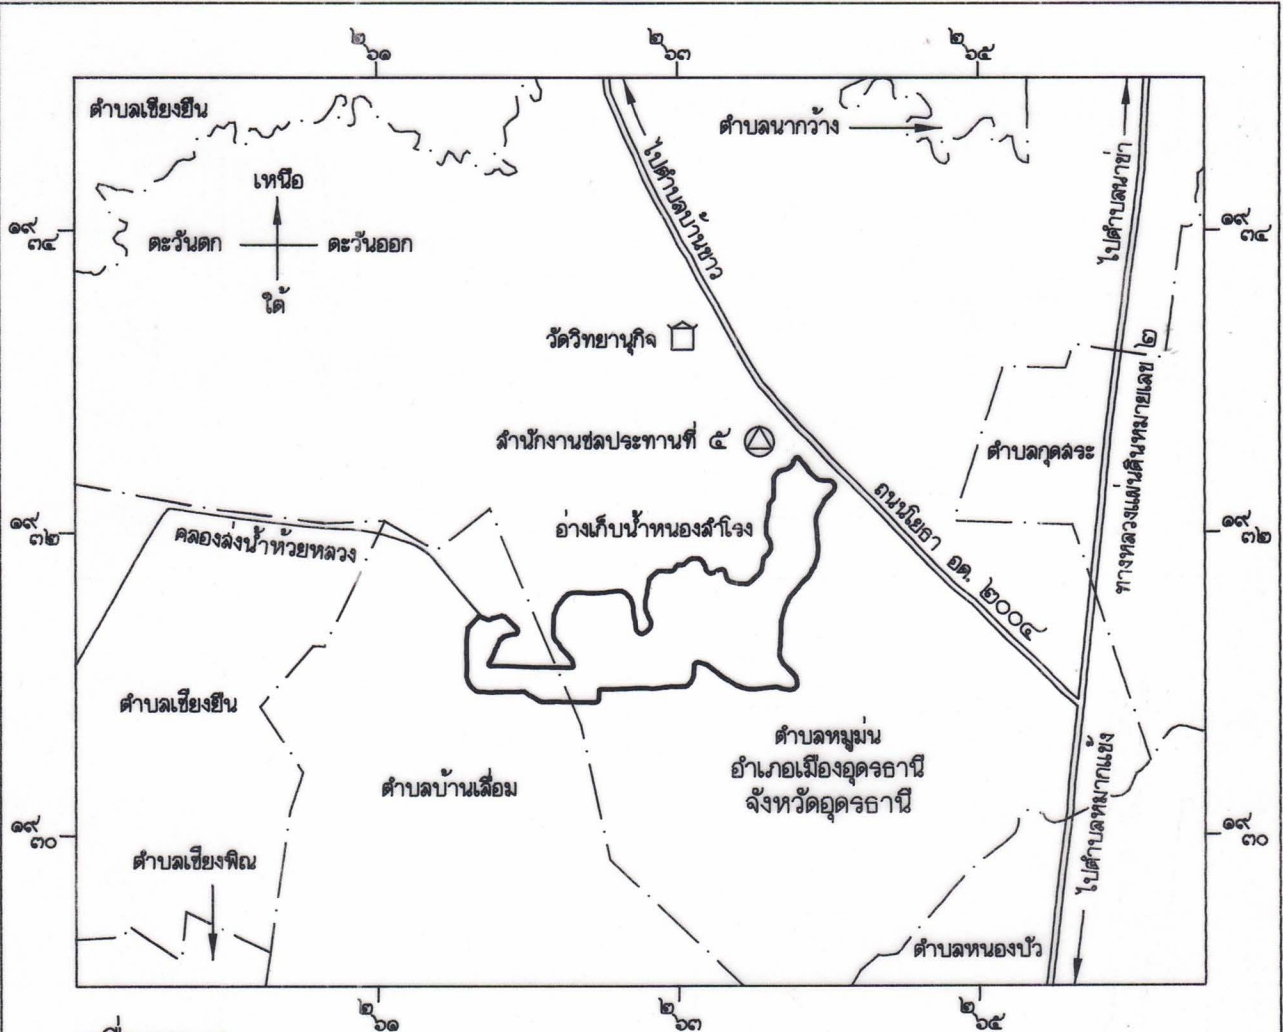 ๒๖๑
๒๖๓
๒๖๕
ตำบลเชียงยืน
ตำบลนากว้าง
ไปตำบลบ้านขาว
ไปตำบลนาข่า
เหนือ
ตะวันตก
ตะวันออก
ใต้
๑๙๓๔
๑๙๓๔
วัดวิทยานุกิจ
ทางหลวงแผ่นดินหมายเลข ๒
สำนักงานชลประทานที่ ๕
ตำบลกุดสระ
๑๙๓๒
๑๙๓๒
คลองส่งน้ำห้วยหลวง
อ่างเก็บน้ำหนองสำโรง
ถนนโยธา อด. ๒๐๐๔
ตำบลเชียงยืน
ตำบลบ้านเลื่อม
ตำบลหมูม่น
อำเภอเมืองอุดรธานี
จังหวัดอุดรธานี
ไปตำบลหมากแข้ง
๑๙๓๐
๑๙๓๐
ตำบลเชียงพิณ
ตำบลหนองบัว
๒๖๑
๒๖๓
๒๖๕